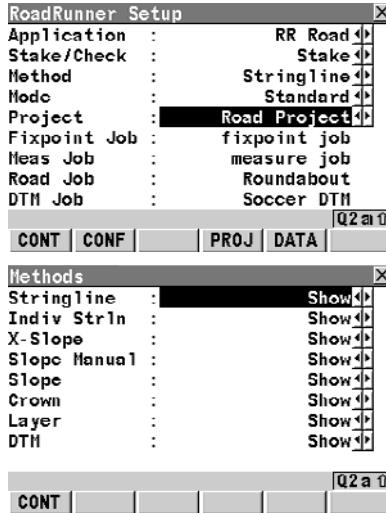 RoadRunner Setup
Application : RR Road
Stake/Check : Stake
Method : Stringline
Mode : Standard
Project : Road Project
Fixpoint Job : fixpoint job
Meas Job : measure job
Road Job : Roundabout
DTM Job : Soccer DTM
Q2a
CONT CONF PROJ DATA
Methods
Stringline : Show
Indiv Strln : Show
X-Slope : Show
Slope Manual : Show
Slope : Show
Crown : Show
Layer : Show
DTM : Show
Q2a
CONT